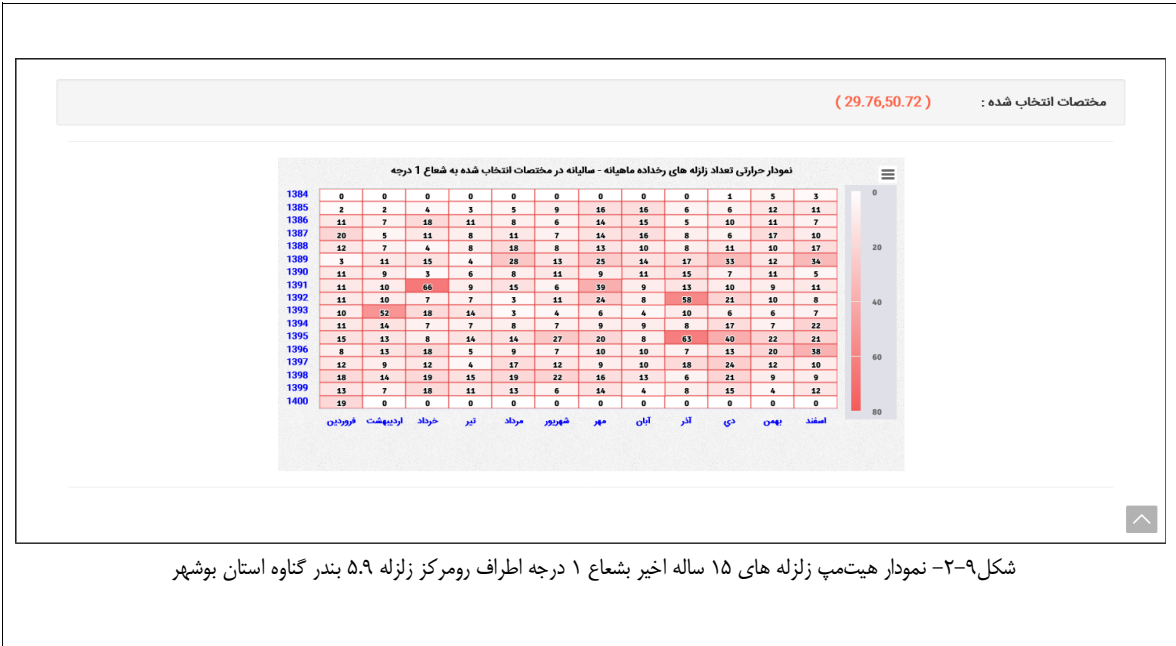 مختصات انتخاب شده : ( 29.76,50.72 )
نمودار حرارتی تعداد زلزله های رخداده ماهیانه - سالیانه در مختصات انتخاب شده به شعاع 1 درجه
1384 0 0 0 0 0 0 0 0 0 1 5 3
1385 2 2 4 3 5 9 16 16 6 6 12 11
1386 11 7 18 11 8 6 14 15 5 10 11 7
1387 20 5 11 8 11 7 14 16 8 6 17 10
1388 12 7 4 8 18 8 13 10 8 11 10 17
1389 3 11 15 4 28 13 25 14 17 33 12 34
1390 11 9 3 6 8 11 9 11 15 7 11 5
1391 11 10 66 9 15 6 39 9 13 10 9 11
1392 11 10 7 7 3 11 24 8 58 21 10 8
1393 10 52 18 14 3 4 6 4 10 6 6 7
1394 11 14 7 7 8 7 9 9 8 17 7 22
1395 15 13 8 14 14 27 20 8 63 40 22 21
1396 8 13 18 5 9 7 10 10 7 13 20 38
1397 12 9 12 4 17 12 9 10 18 24 12 10
1398 18 14 19 15 19 22 16 13 6 21 9 9
1399 13 7 18 11 13 6 14 4 8 15 4 12
1400 19 0 0 0 0 0 0 0 0 0 0 0
فروردین اردیبهشت خرداد تیر مرداد شهریور مهر آبان آذر دي بهمن اسفند
0
20
40
60
80
شکل۹-۲- نمودار هیت‌مپ زلزله های ۱۵ ساله اخیر بشعاع ۱ درجه اطراف رومرکز زلزله ۵.۹ بندر گناوه استان بوشهر